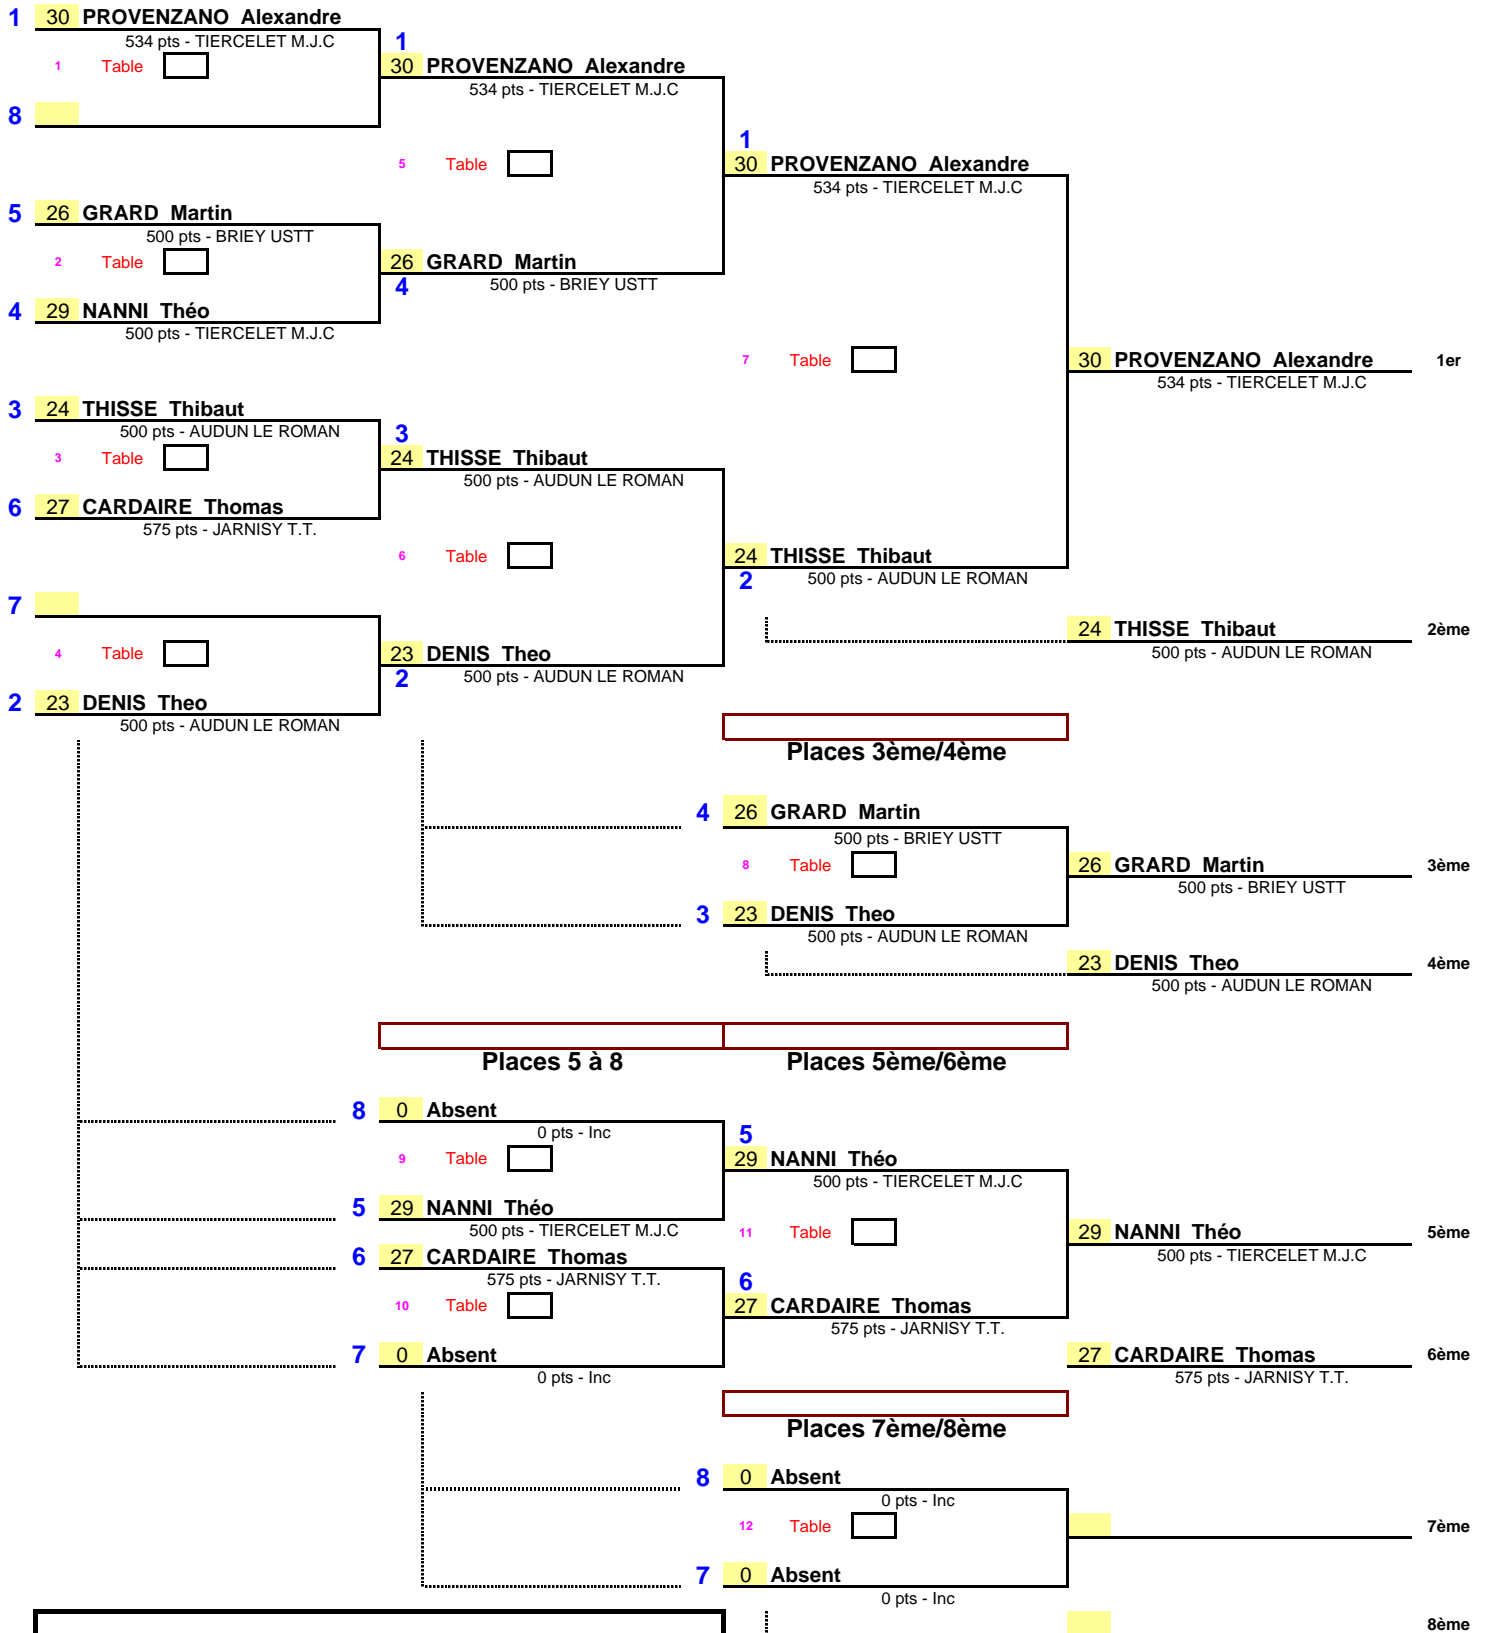 1 30 PROVENZANO Alexandre
534 pts - TIERCELET M.J.C
1
1 Table
30 PROVENZANO Alexandre
534 pts - TIERCELET M.J.C
8
1
5 Table
30 PROVENZANO Alexandre
534 pts - TIERCELET M.J.C
5 26 GRARD Martin
500 pts - BRIEY USTT
2 Table
26 GRARD Martin
4
500 pts - BRIEY USTT
4 29 NANNI Théo
500 pts - TIERCELET M.J.C
7 Table
30 PROVENZANO Alexandre 1er
534 pts - TIERCELET M.J.C
3 24 THISSE Thibaut
500 pts - AUDUN LE ROMAN
3
3 Table
24 THISSE Thibaut
500 pts - AUDUN LE ROMAN
6 27 CARDAIRE Thomas
575 pts - JARNISY T.T.
6 Table
24 THISSE Thibaut
2
500 pts - AUDUN LE ROMAN
7
24 THISSE Thibaut 2ème
500 pts - AUDUN LE ROMAN
4 Table
23 DENIS Theo
2
500 pts - AUDUN LE ROMAN
2 23 DENIS Theo
500 pts - AUDUN LE ROMAN
Places 3ème/4ème
4 26 GRARD Martin
500 pts - BRIEY USTT
8 Table
26 GRARD Martin 3ème
500 pts - BRIEY USTT
3 23 DENIS Theo
500 pts - AUDUN LE ROMAN
23 DENIS Theo 4ème
500 pts - AUDUN LE ROMAN
Places 5 à 8 Places 5ème/6ème
8 0 Absent
0 pts - Inc
5
9 Table
29 NANNI Théo
500 pts - TIERCELET M.J.C
5 29 NANNI Théo
500 pts - TIERCELET M.J.C
11 Table
29 NANNI Théo 5ème
500 pts - TIERCELET M.J.C
6 27 CARDAIRE Thomas
575 pts - JARNISY T.T.
6
10 Table
27 CARDAIRE Thomas
575 pts - JARNISY T.T.
7 0 Absent
0 pts - Inc
27 CARDAIRE Thomas 6ème
575 pts - JARNISY T.T.
Places 7ème/8ème
8 0 Absent
0 pts - Inc
12 Table
7ème
7 0 Absent
0 pts - Inc
8ème